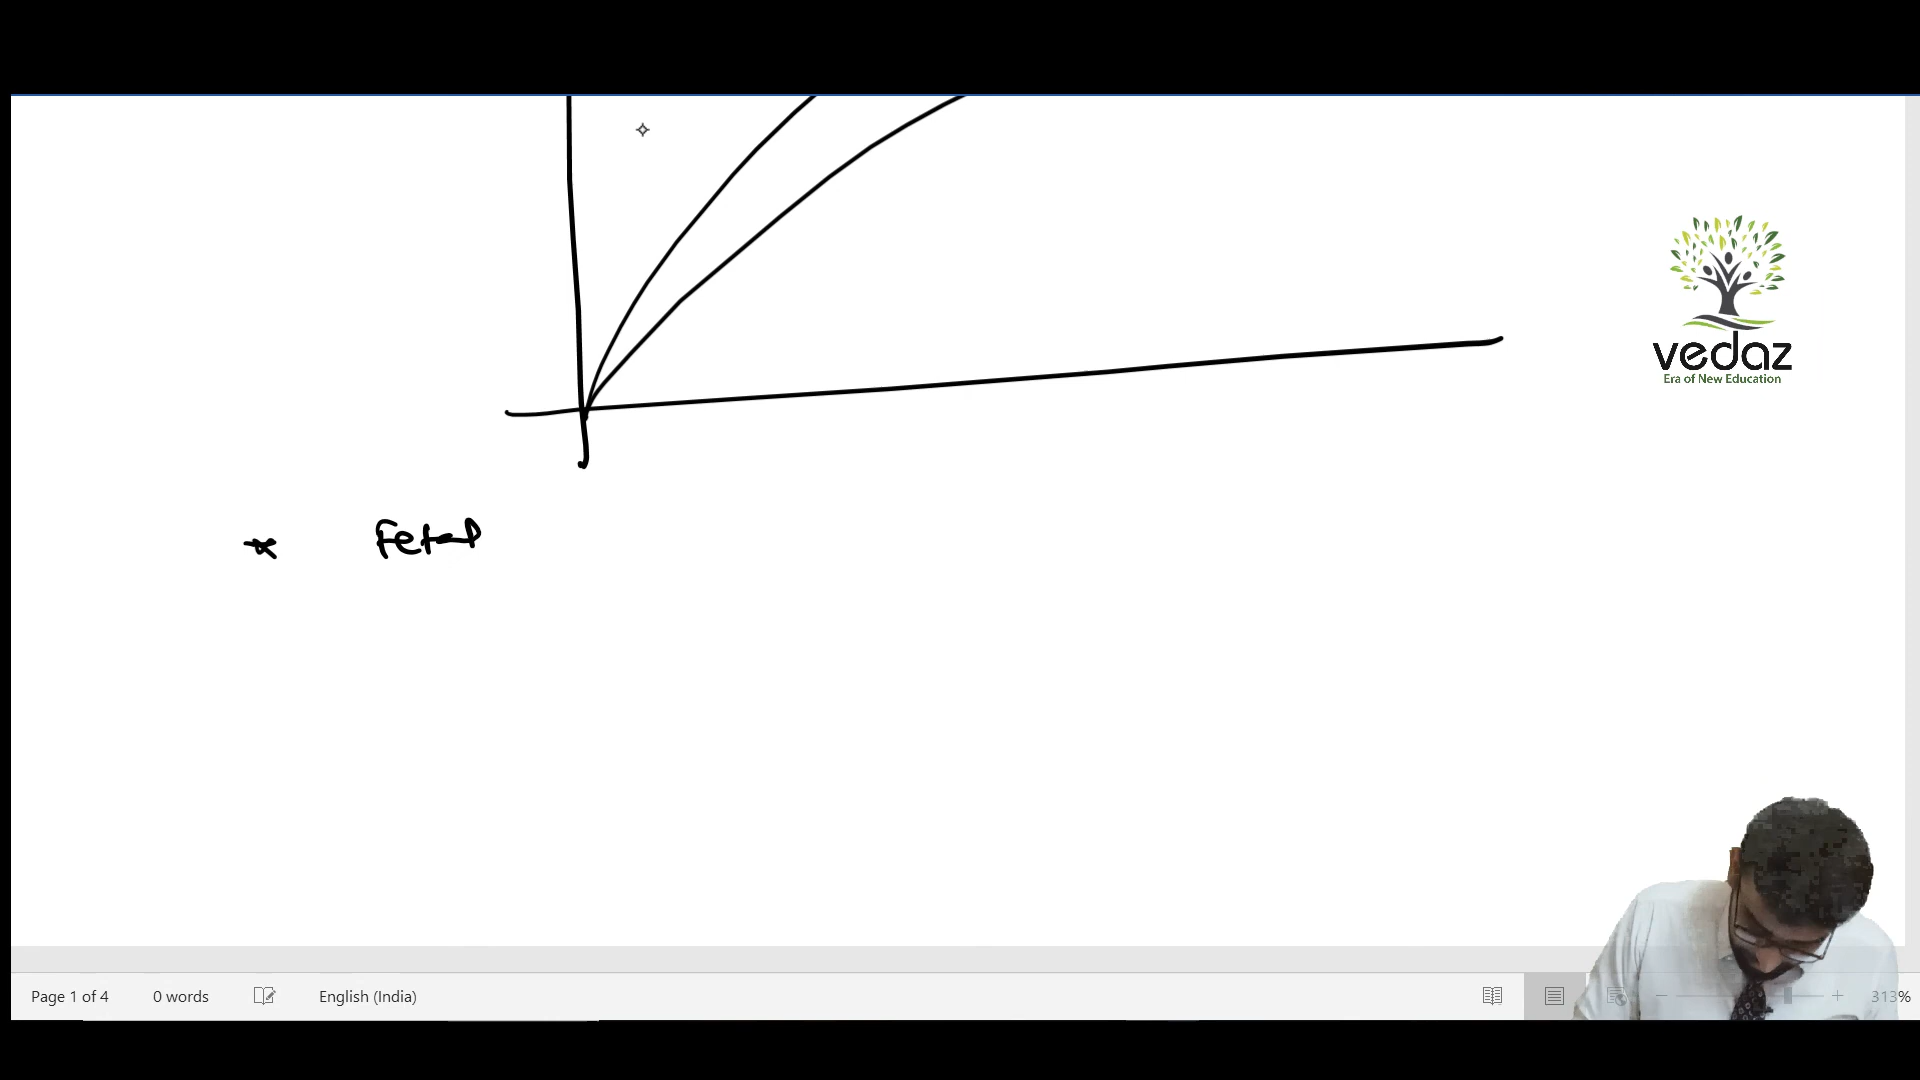 vedaz
Era of New Education
* Fetal
Page 1 of 4 0 words English (India) 313%